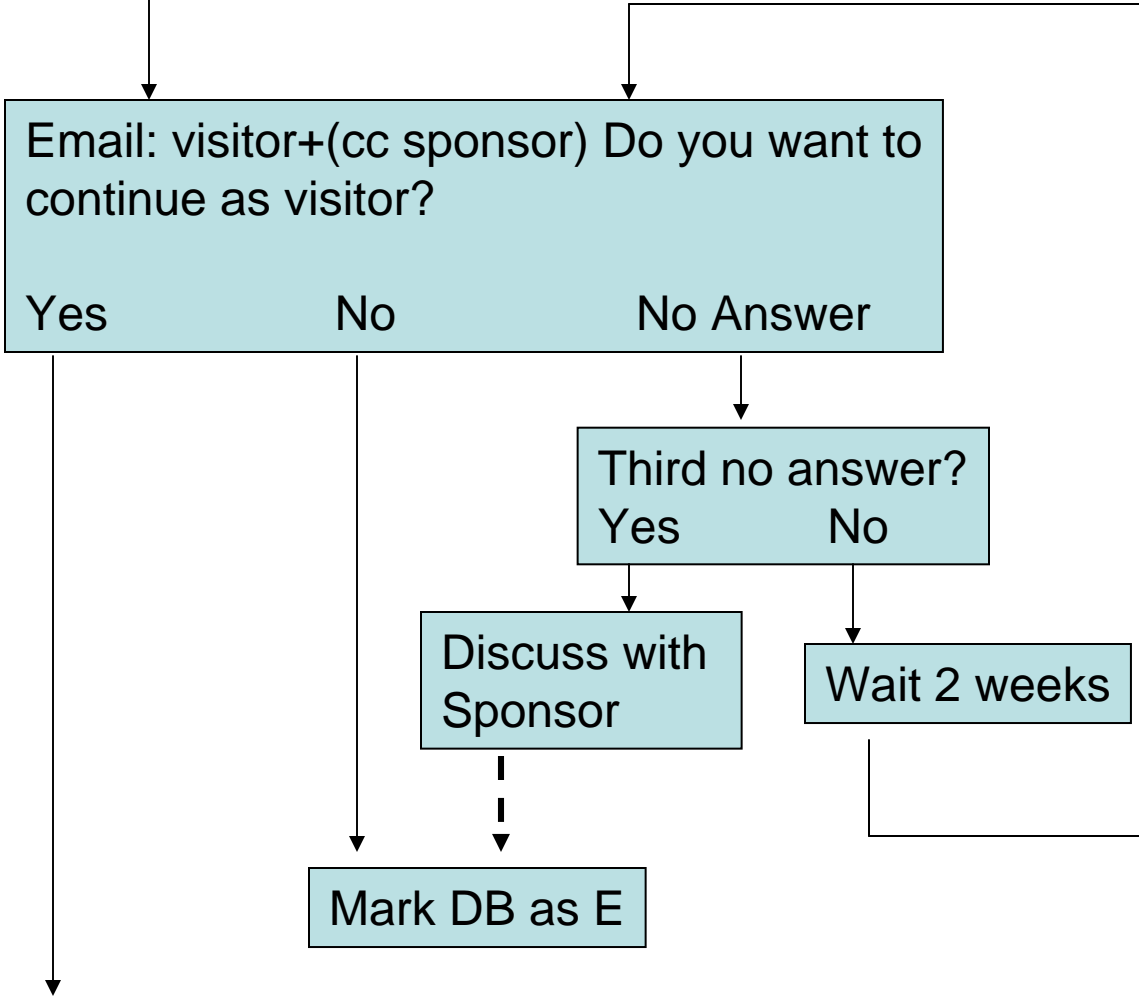 Email: visitor+(cc sponsor) Do you want to
continue as visitor?
Yes No No Answer
Third no answer?
Yes No
Discuss with
Sponsor
Wait 2 weeks
Mark DB as E